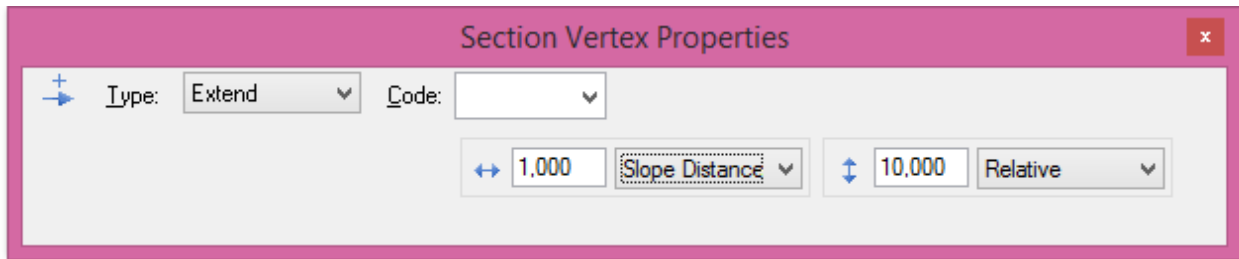 Section Vertex Properties
x
Type: Extend Code:
1,000 Slope Distance 10,000 Relative